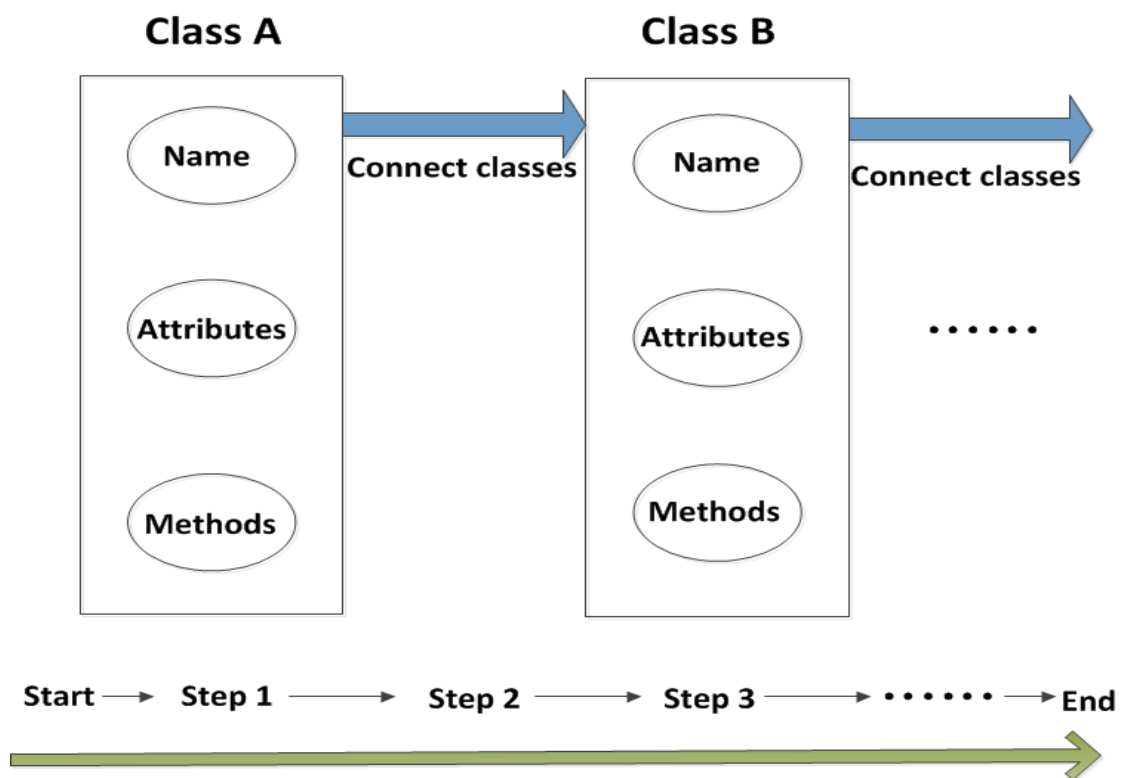 Class A
Class B
Name
Attributes
Methods
Connect classes
Name
Attributes
Methods
Connect classes
......
Start
Step 1
Step 2
Step 3
......
End